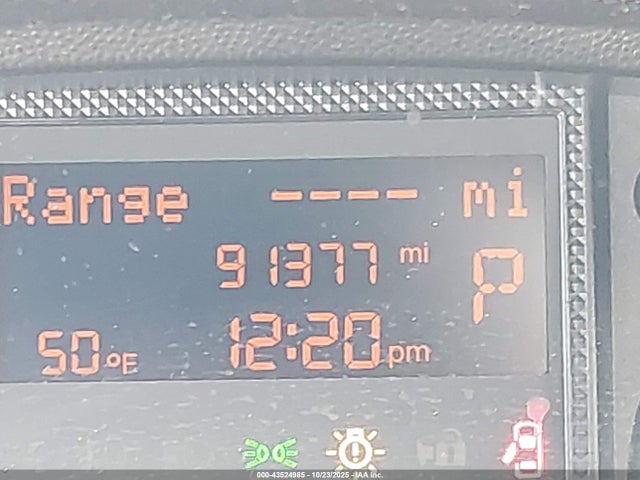 Range ---- mi
91377 mi P
50°F 12:20 pm
000-43524985 - 10/23/2025 - IAA Inc.